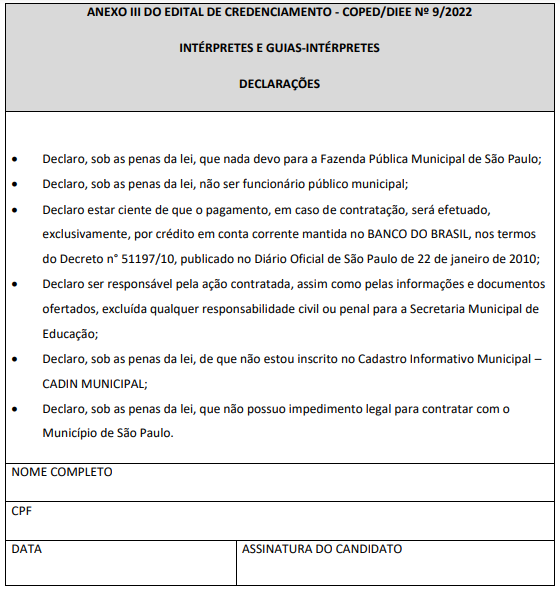 ANEXO III DO EDITAL DE CREDENCIAMENTO - COPED/DIEE Nº 9/2022
INTÉRPRETES E GUIAS-INTÉRPRETES
DECLARAÇÕES
• Declaro, sob as penas da lei, que nada devo para a Fazenda Pública Municipal de São Paulo;
• Declaro, sob as penas da lei, não ser funcionário público municipal;
• Declaro estar ciente de que o pagamento, em caso de contratação, será efetuado,
exclusivamente, por crédito em conta corrente mantida no BANCO DO BRASIL, nos termos
do Decreto n° 51197/10, publicado no Diário Oficial de São Paulo de 22 de janeiro de 2010;
• Declaro ser responsável pela ação contratada, assim como pelas informações e documentos
ofertados, excluída qualquer responsabilidade civil ou penal para a Secretaria Municipal de
Educação;
• Declaro, sob as penas da lei, de que não estou inscrito no Cadastro Informativo Municipal –
CADIN MUNICIPAL;
• Declaro, sob as penas da lei, que não possuo impedimento legal para contratar com o
Município de São Paulo.
NOME COMPLETO
CPF
DATA
ASSINATURA DO CANDIDATO